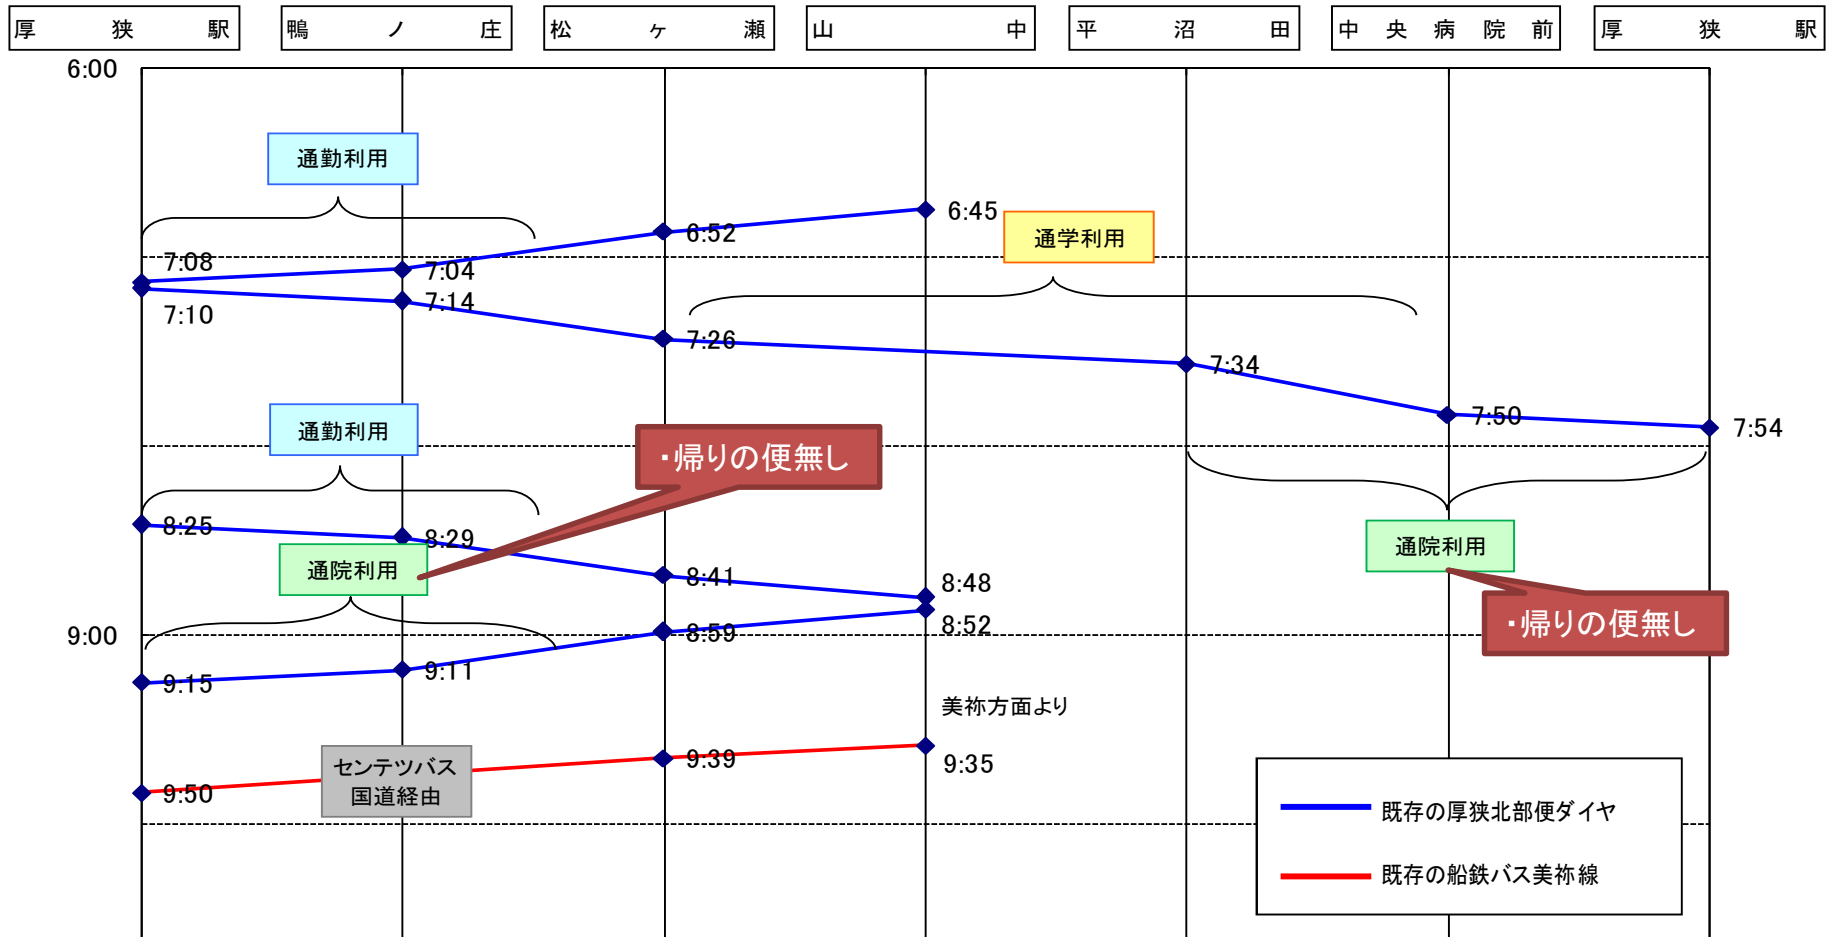 厚狭駅 鴨ノ庄 松ヶ瀬 山中 平沼田 中央病院前 厚狭駅
6:00
通勤利用
6:45
6:52
通学利用
7:08
7:04
7:10
7:14
7:26
7:34
7:50
7:54
通勤利用
・帰りの便無し
8:25
8:29
通院利用
通院利用
8:41
8:48
・帰りの便無し
9:00
8:59
8:52
9:15
9:11
美祢方面より
センテツバス
国道経由
9:39
9:35
9:50
既存の厚狭北部便ダイヤ
既存の船鉄バス美祢線